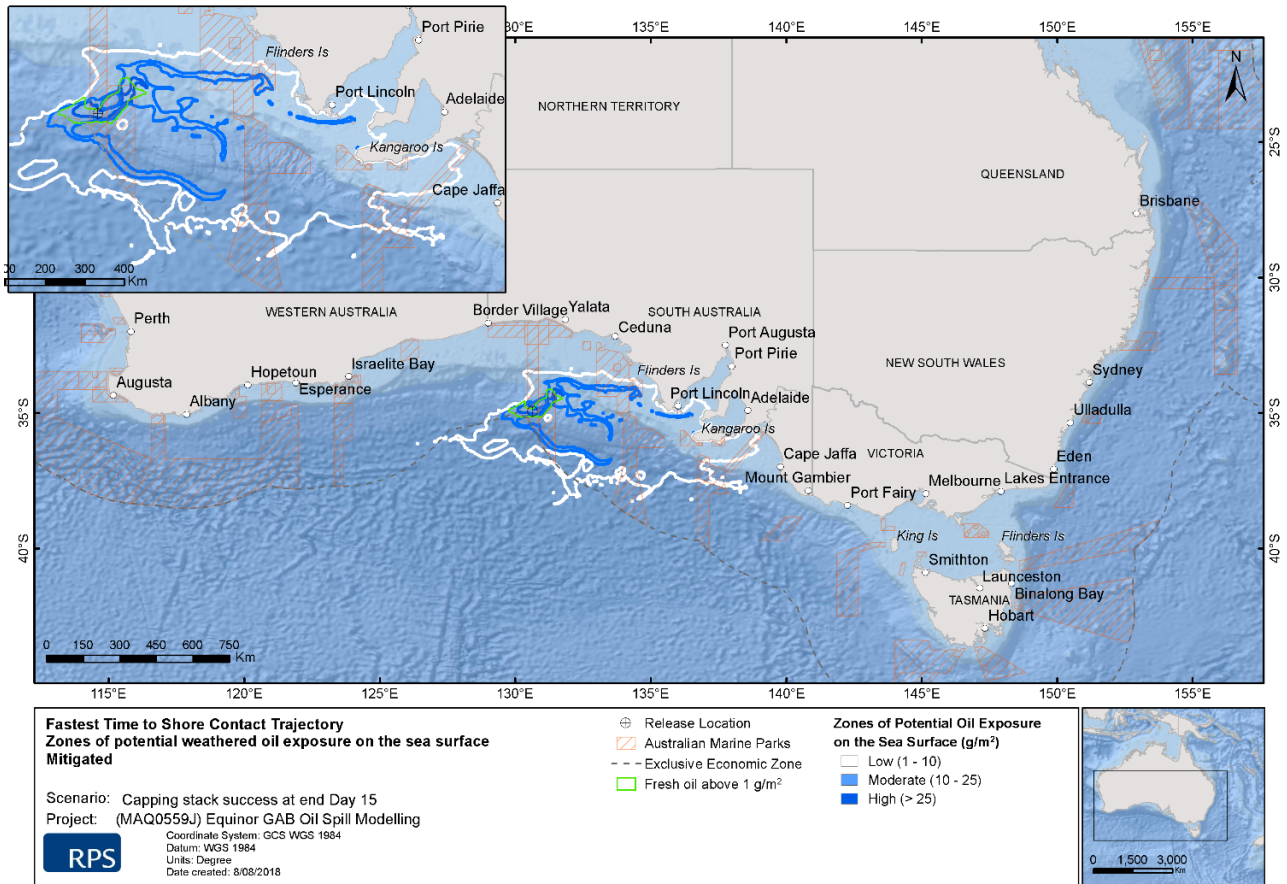 Port Pirie
Flinders Is
Port Lincoln
Adelaide
Kangaroo Is
Cape Jaffa
200 300 400
Km
130°E 135°E 140°E 145°E 150°E 155°E
N
NORTHERN TERRITORY
QUEENSLAND
25°S
Brisbane
30°S
30°S
WESTERN AUSTRALIA
Border Village
Yalata
SOUTH AUSTRALIA
Perth
Ceduna
Port Augusta
Port Pirie
NEW SOUTH WALES
Israelite Bay
Flinders Is
Hopetoun
Esperance
Sydney
Augusta
Port Lincoln
Adelaide
Albany
35°S
35°S
Ulladulla
Kangaroo Is
Cape Jaffa
VICTORIA
Eden
Mount Gambier
Melbourne
Lakes Entrance
Port Fairy
King Is
Flinders Is
40°S
40°S
Smithton
Launceston
TASMANIA
Binalong Bay
Hobart
0 150 300 450 600 750
Km
115°E 120°E 125°E 130°E 135°E 140°E 145°E 150°E 155°E
Fastest Time to Shore Contact Trajectory
Zones of potential weathered oil exposure on the sea surface
Mitigated
Scenario: Capping stack success at end Day 15
Project: (MAQ0559J) Equinor GAB Oil Spill Modelling
RPS
Coordinate System: GCS WGS 1984
Datum: WGS 1984
Units: Degree
Date created: 8/08/2018
Release Location
Australian Marine Parks
Exclusive Economic Zone
Fresh oil above 1 g/m²
Zones of Potential Oil Exposure
on the Sea Surface (g/m²)
Low (1 - 10)
Moderate (10 - 25)
High (> 25)
0 1,500 3,000
Km